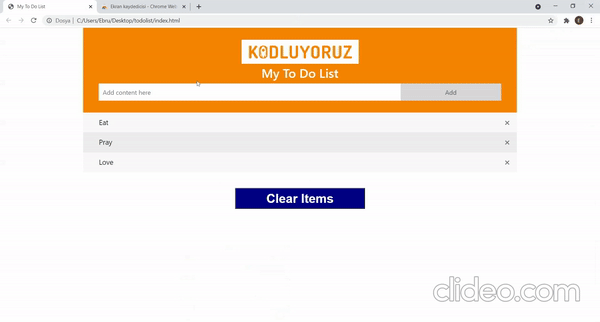 My To Do List
Ekran kaydedicisi - Chrome Web
Dosya | C:/Users/Ebru/Desktop/todolist/index.html
E
KODLUYORUZ
My To Do List
Add content here
Add
Eat
Pray
Love
Clear Items
clideo.com